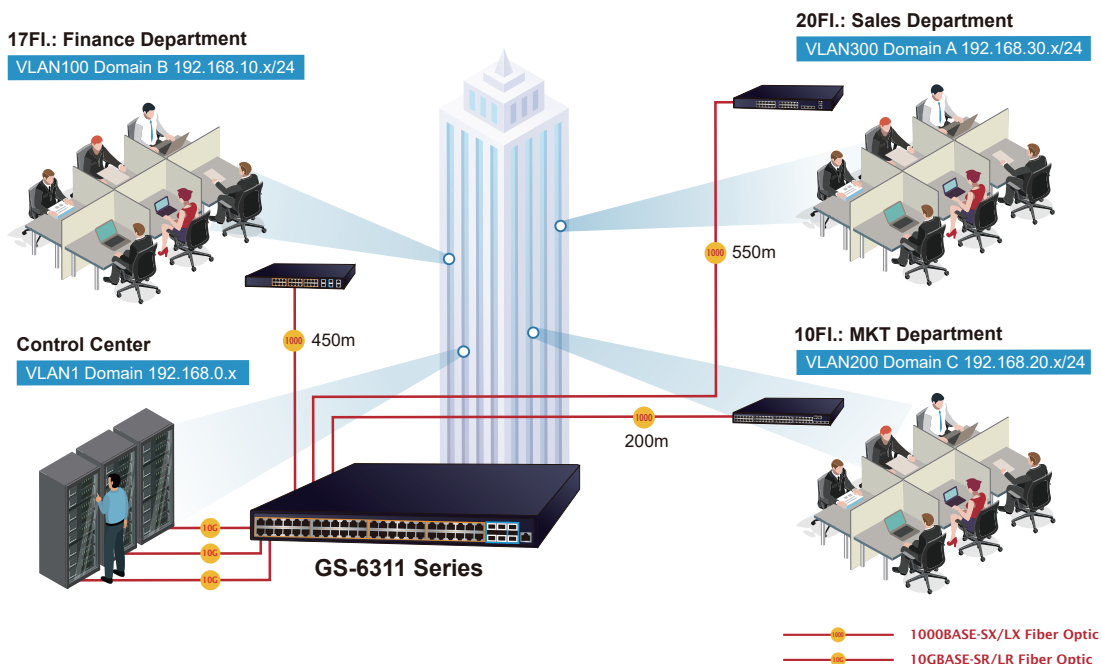 17Fl.: Finance Department
VLAN100 Domain B 192.168.10.x/24
20Fl.: Sales Department
VLAN300 Domain A 192.168.30.x/24
1000
550m
1000
450m
Control Center
VLAN1 Domain 192.168.0.x
10Fl.: MKT Department
VLAN200 Domain C 192.168.20.x/24
1000
200m
10G
10G
10G
GS-6311 Series
1000 1000BASE-SX/LX Fiber Optic
10G 10GBASE-SR/LR Fiber Optic